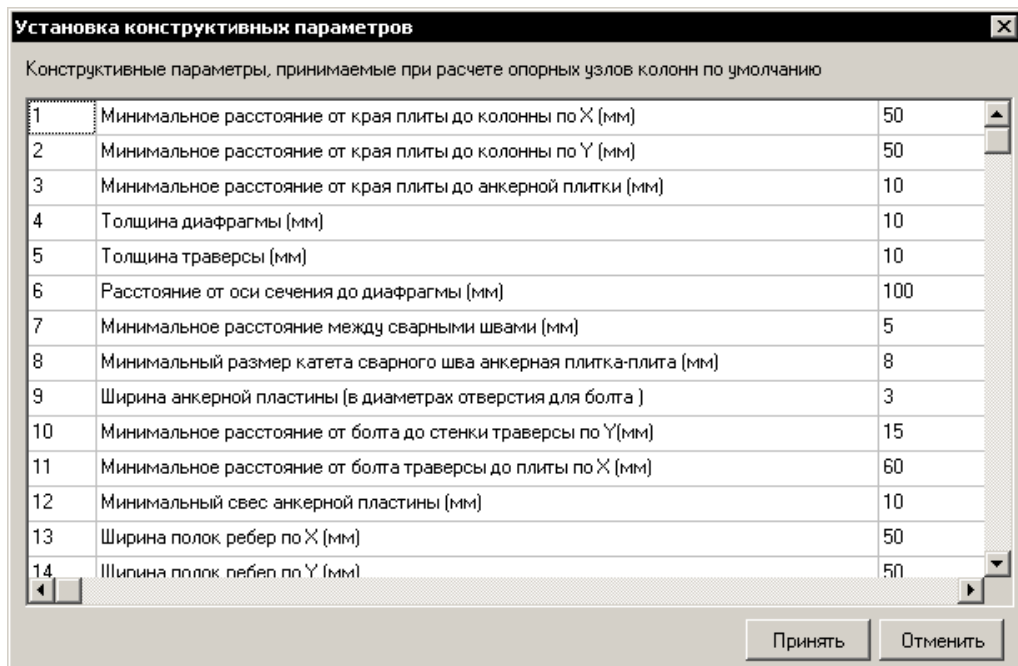 Установка конструктивных параметров
Конструктивные параметры, принимаемые при расчете опорных узлов колонн по умолчанию
1 Минимальное расстояние от края плиты до колонны по X (мм) 50
2 Минимальное расстояние от края плиты до колонны по Y (мм) 50
3 Минимальное расстояние от края плиты до анкерной плитки (мм) 10
4 Толщина диафрагмы (мм) 10
5 Толщина траверсы (мм) 10
6 Расстояние от оси сечения до диафрагмы (мм) 100
7 Минимальное расстояние между сварными швами (мм) 5
8 Минимальный размер катета сварного шва анкерная плитка-плита (мм) 8
9 Ширина анкерной пластины (в диаметрах отверстия для болта ) 3
10 Минимальное расстояние от болта до стенки траверсы по Y(мм) 15
11 Минимальное расстояние от болта траверсы до плиты по X (мм) 60
12 Минимальный свес анкерной пластины (мм) 10
13 Ширина полок ребер по X (мм) 50
14 Ширина полок ребер по Y (мм) 50
Принять Отменить